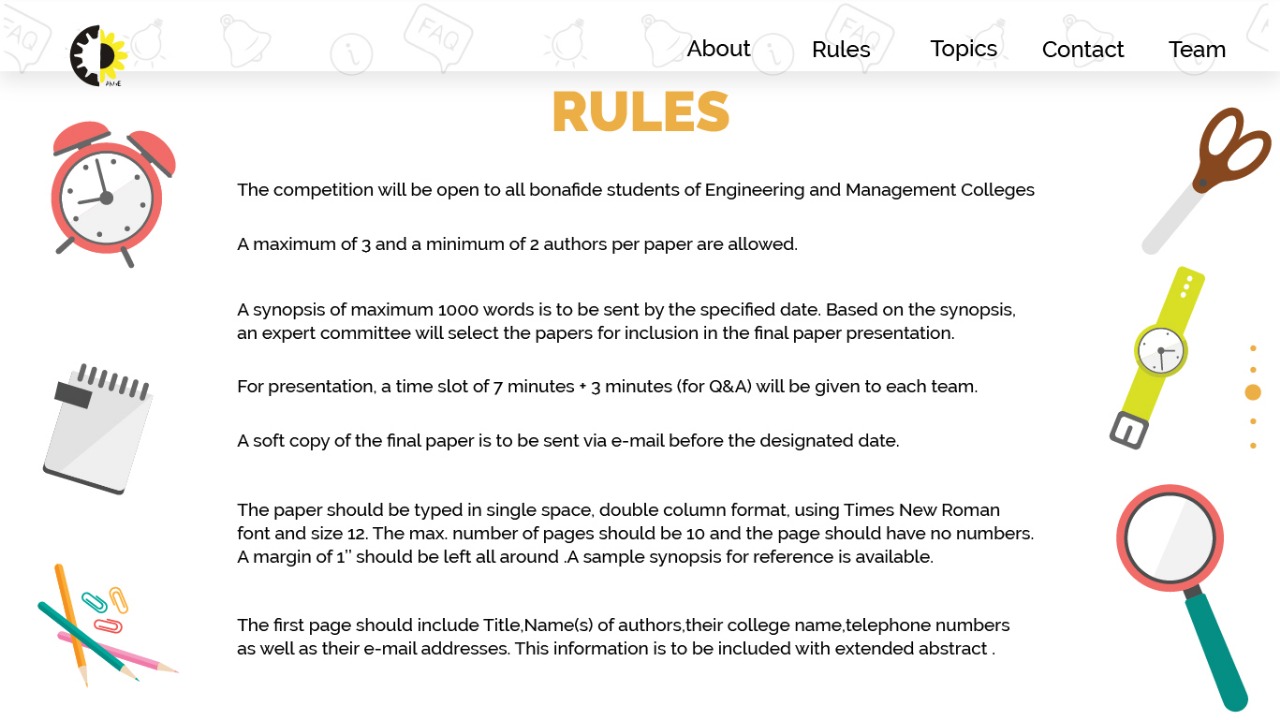 FAQ
FAQ
FAQ
About
Rules
Topics
Contact
Team
RULES
The competition will be open to all bonafide students of Engineering and Management Colleges
A maximum of 3 and a minimum of 2 authors per paper are allowed.
A synopsis of maximum 1000 words is to be sent by the specified date. Based on the synopsis,
an expert committee will select the papers for inclusion in the final paper presentation.
For presentation, a time slot of 7 minutes + 3 minutes (for Q&A) will be given to each team.
A soft copy of the final paper is to be sent via e-mail before the designated date.
The paper should be typed in single space, double column format, using Times New Roman
font and size 12. The max. number of pages should be 10 and the page should have no numbers.
A margin of 1'' should be left all around .A sample synopsis for reference is available.
The first page should include Title,Name(s) of authors,their college name,telephone numbers
as well as their e-mail addresses. This information is to be included with extended abstract .